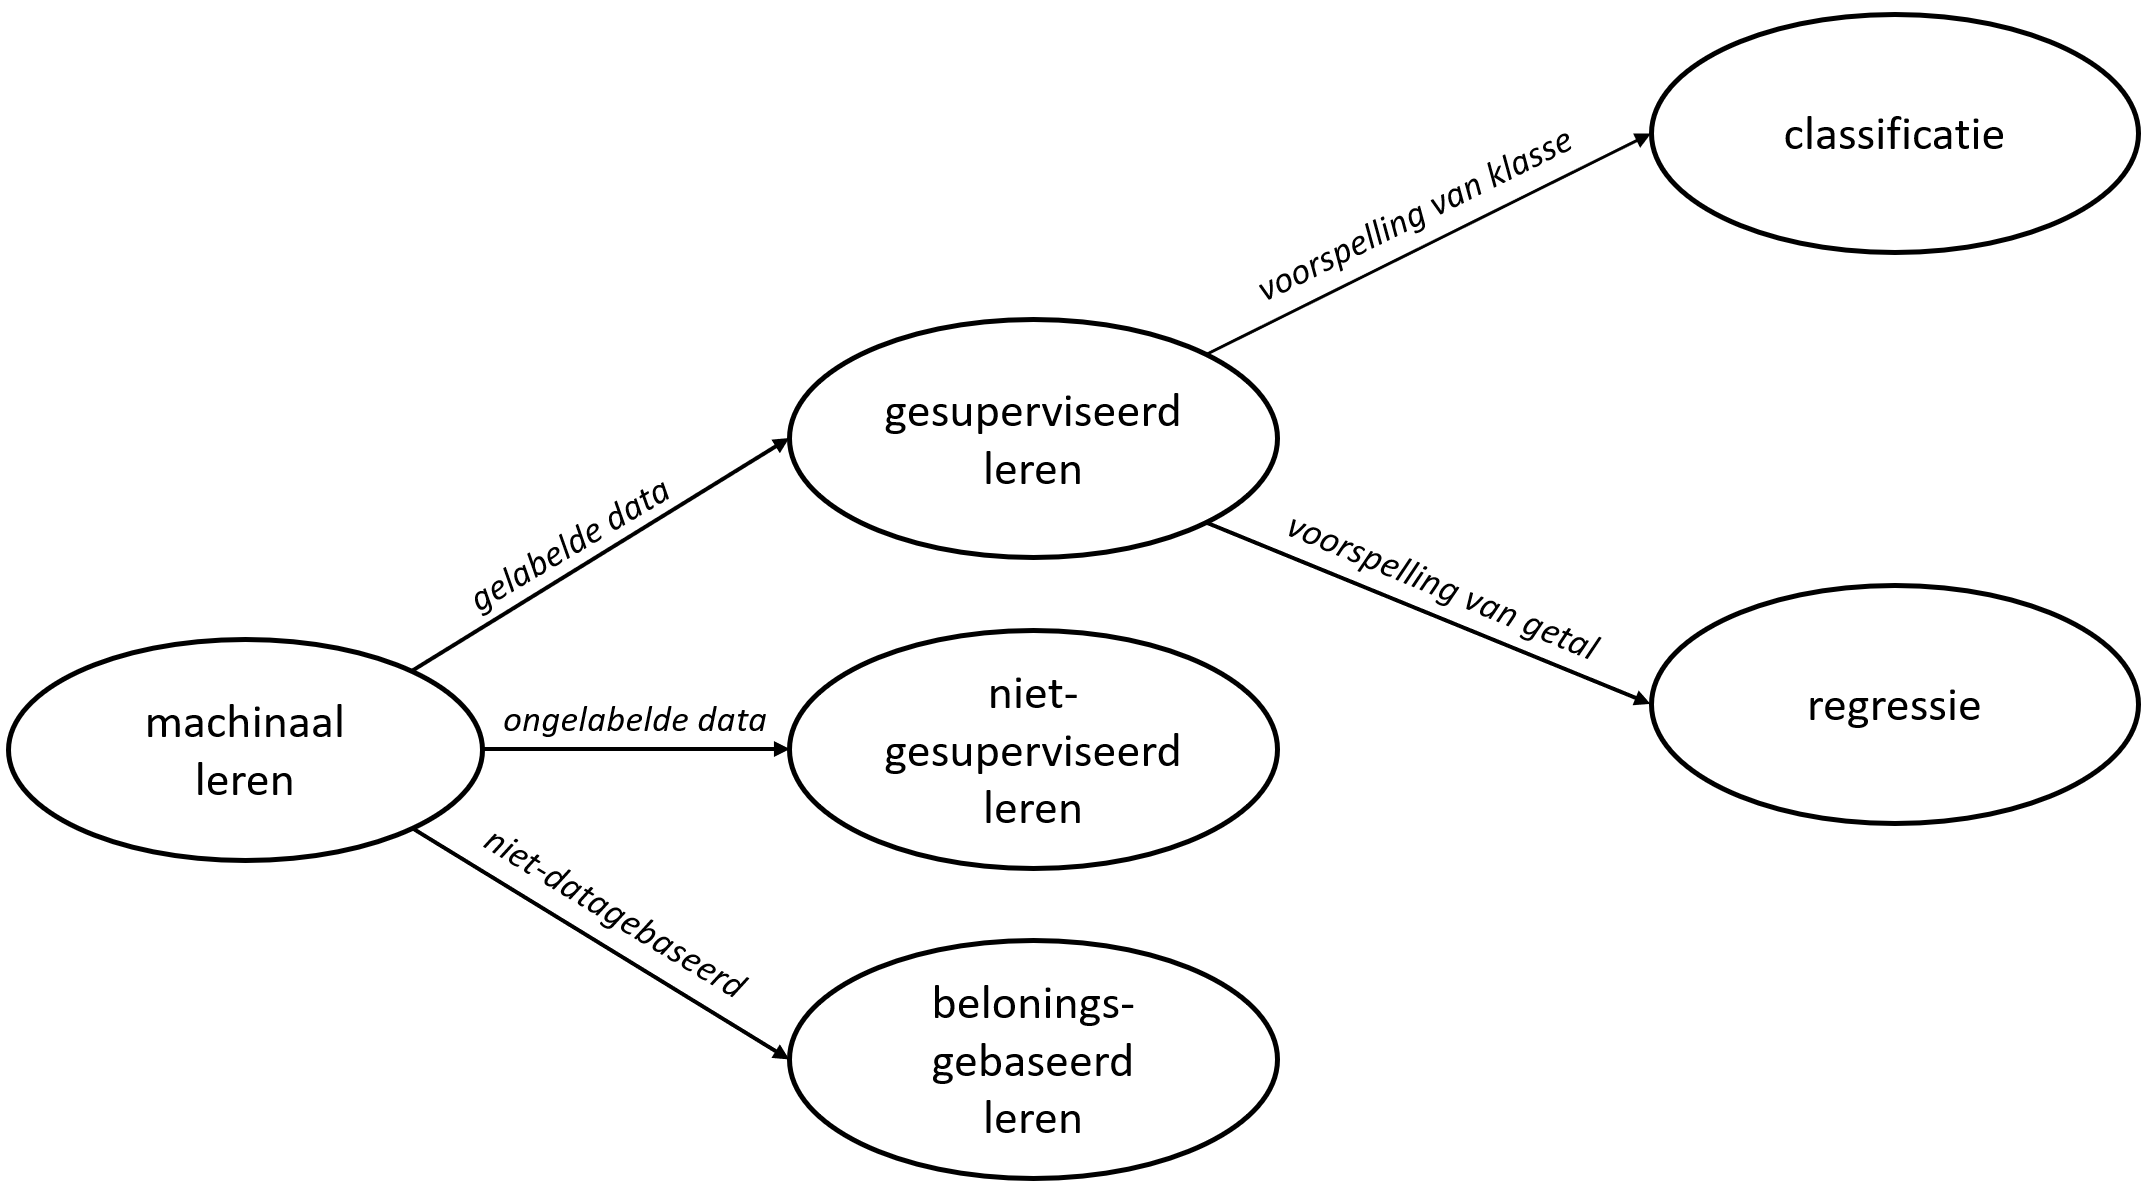 classificatie
voorspelling van klasse
gesuperviseerd
leren
gelabelde data
voorspelling van getal
regressie
machinaal
leren
ongelabelde data
niet-
gesuperviseerd
leren
niet-datagebaseerd
belonings-
gebaseerd
leren